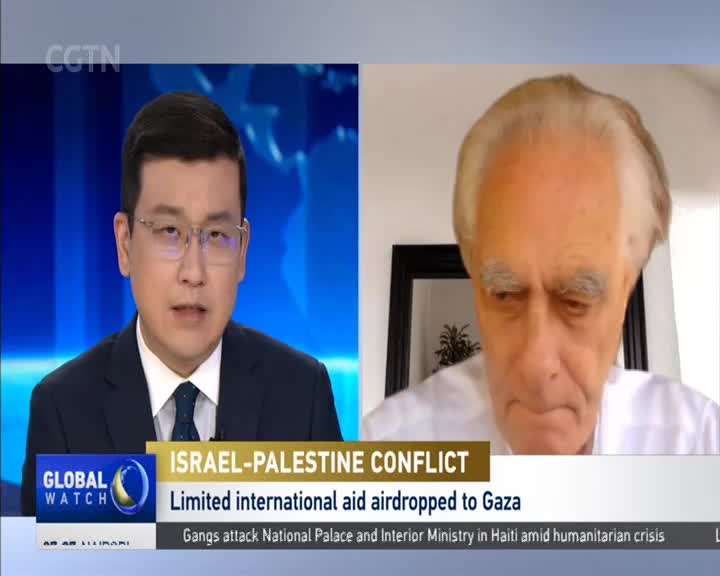 CGTN
ISRAEL-PALESTINE CONFLICT
GLOBAL
WATCH
Limited international aid airdropped to Gaza
Gangs attack National Palace and Interior Ministry in Haiti amid humanitarian crisis